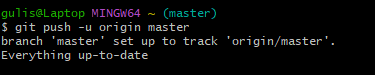 gulis@Laptop MINGW64 ~ (master)
$ git push -u origin master
branch 'master' set up to track 'origin/master'.
Everything up-to-date